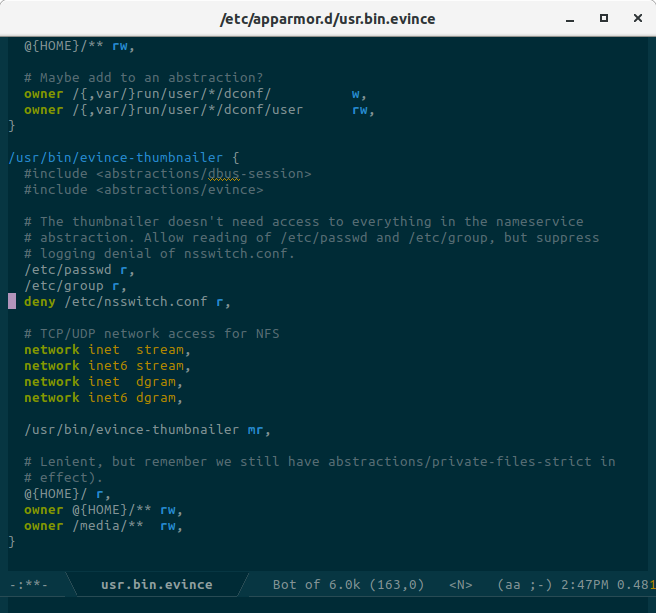 /etc/apparmor.d/usr.bin.evince
@{HOME}/** rw,
# Maybe add to an abstraction?
owner /{,var/}run/user/*/dconf/          w,
owner /{,var/}run/user/*/dconf/user      rw,
}
/usr/bin/evince-thumbnailer {
#include <abstractions/dbus-session>
#include <abstractions/evince>
# The thumbnailer doesn't need access to everything in the nameservice
# abstraction. Allow reading of /etc/passwd and /etc/group, but suppress
# logging denial of nsswitch.conf.
/etc/passwd r,
/etc/group r,
deny /etc/nsswitch.conf r,
# TCP/UDP network access for NFS
network inet  stream,
network inet6 stream,
network inet  dgram,
network inet6 dgram,
/usr/bin/evince-thumbnailer mr,
# Lenient, but remember we still have abstractions/private-files-strict in
# effect).
@{HOME}/ r,
owner @{HOME}/** rw,
owner /media/**  rw,
}
-:**- usr.bin.evince Bot of 6.0k (163,0) <N> (aa ;-) 2:47PM 0.481